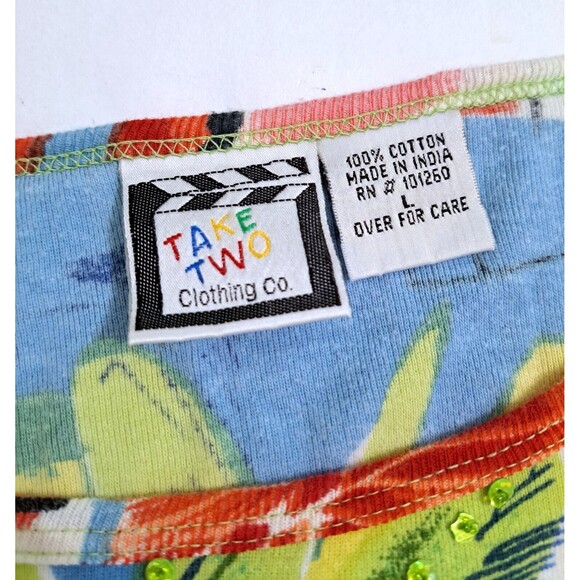 TAKE
TWO
Clothing Co.
100% COTTON
MADE IN INDIA
RN # 101260
L
OVER FOR CARE